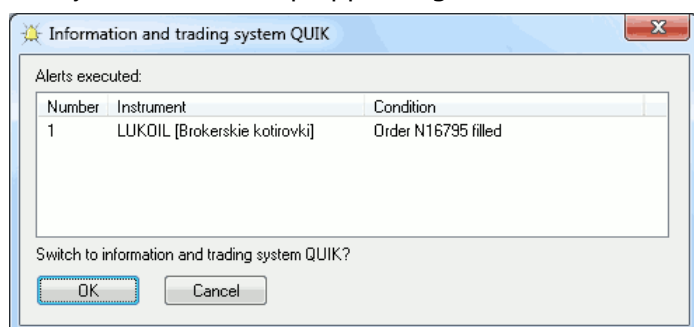 Information and trading system QUIK
Alerts executed:
Number Instrument Condition
1 LUKOIL [Brokerskie kotirovki] Order N16795 filled
Switch to information and trading system QUIK?
OK Cancel